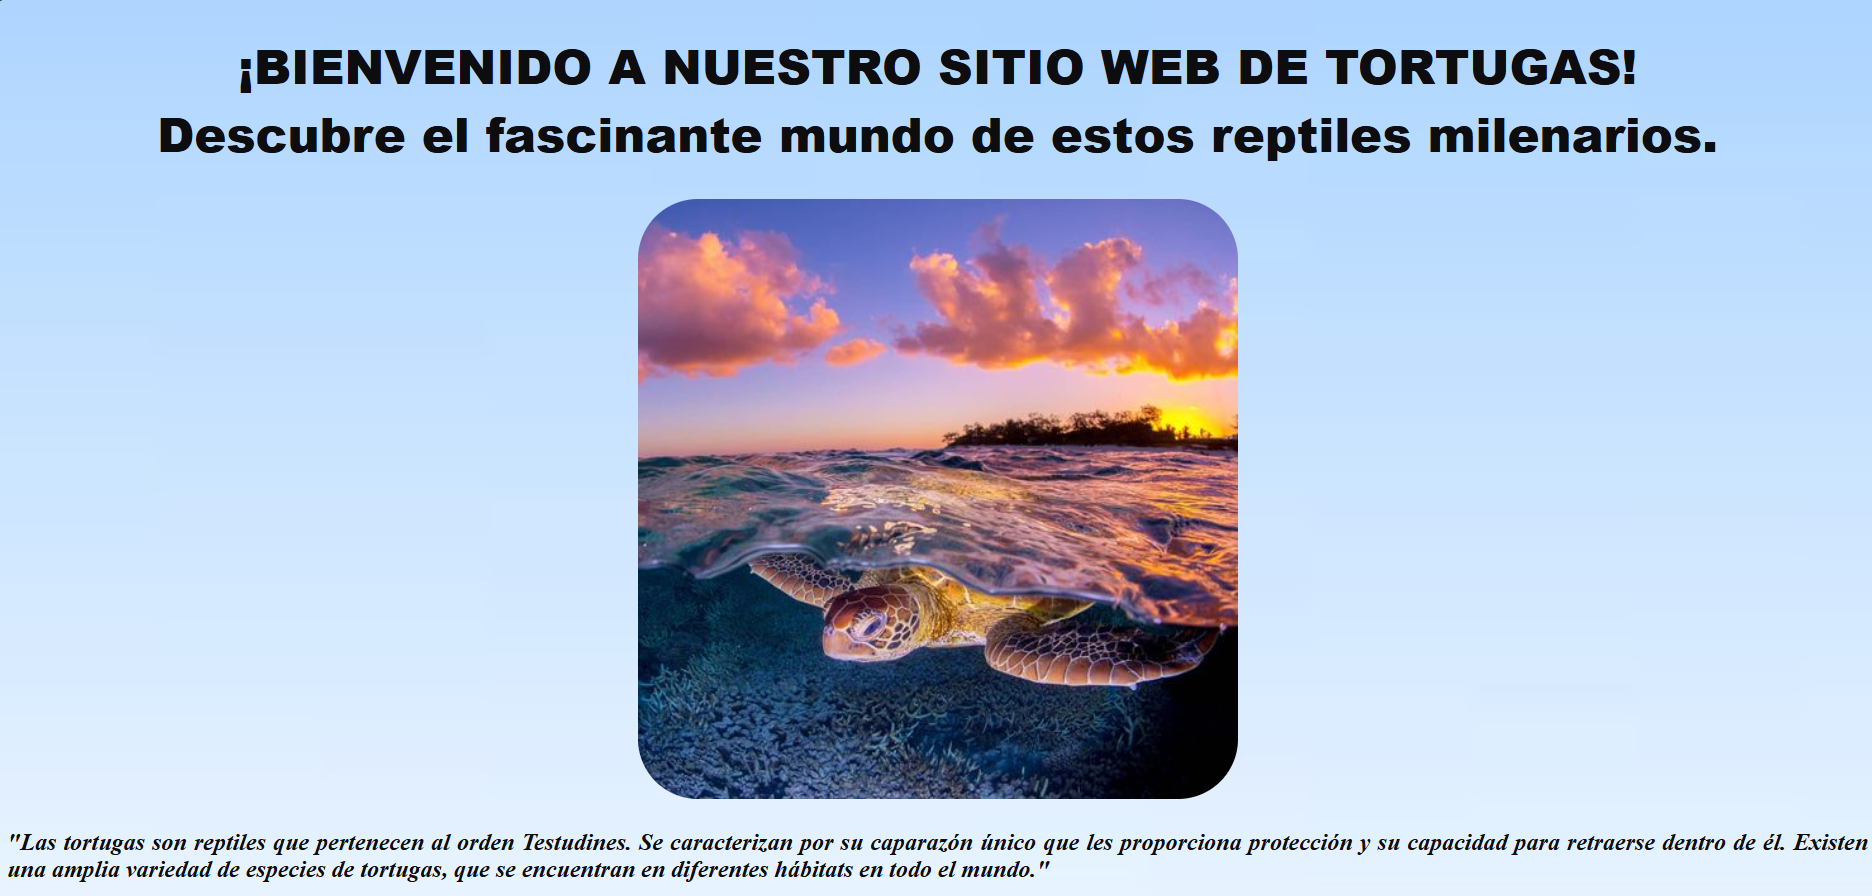 ¡BIENVENIDO A NUESTRO SITIO WEB DE TORTUGAS!
Descubre el fascinante mundo de estos reptiles milenarios.
"Las tortugas son reptiles que pertenecen al orden Testudines. Se caracterizan por su caparazón único que les proporciona protección y su capacidad para retraerse dentro de él. Existen
una amplia variedad de especies de tortugas, que se encuentran en diferentes hábitats en todo el mundo."